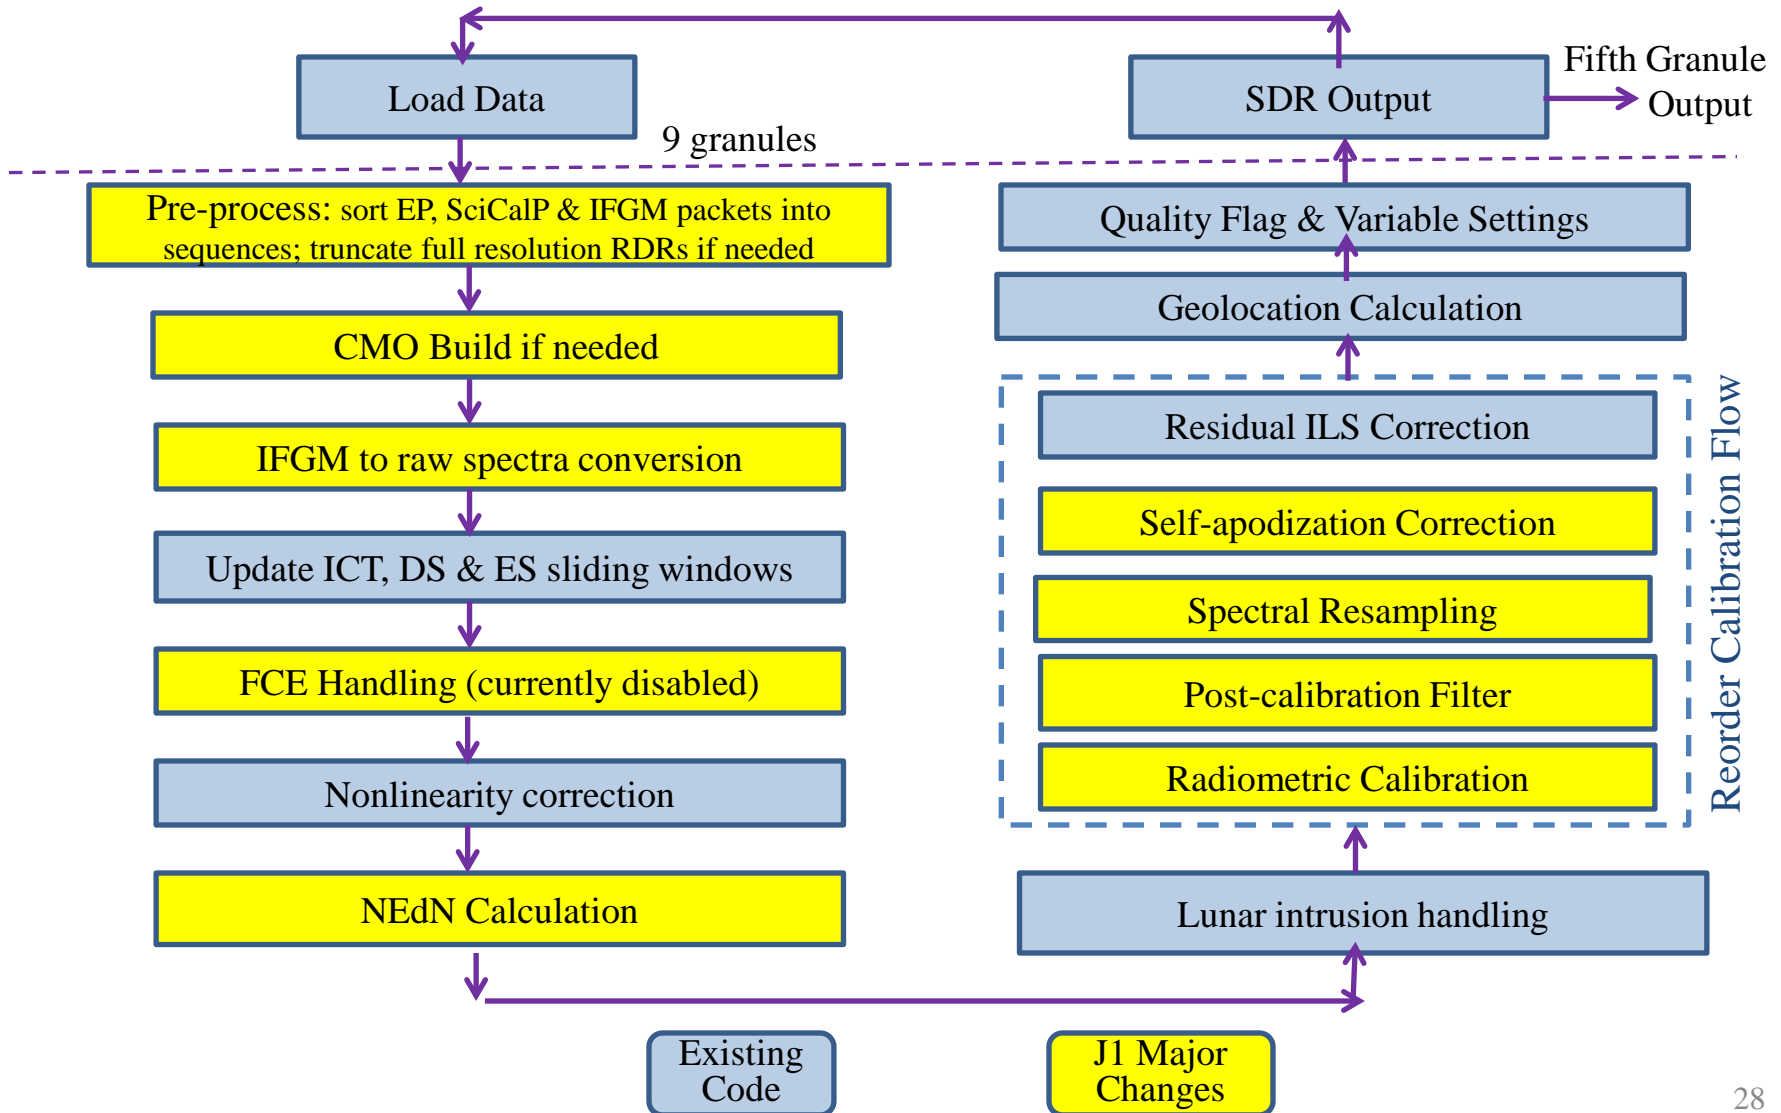 Load Data
SDR Output
Fifth Granule
Output
9 granules
Pre-process: sort EP, SciCalP & IFGM packets into
sequences; truncate full resolution RDRs if needed
CMO Build if needed
IFGM to raw spectra conversion
Update ICT, DS & ES sliding windows
FCE Handling (currently disabled)
Nonlinearity correction
NEdN Calculation
Quality Flag & Variable Settings
Geolocation Calculation
Residual ILS Correction
Self-apodization Correction
Spectral Resampling
Post-calibration Filter
Radiometric Calibration
Reorder Calibration Flow
Lunar intrusion handling
Existing
Code
J1 Major
Changes
28